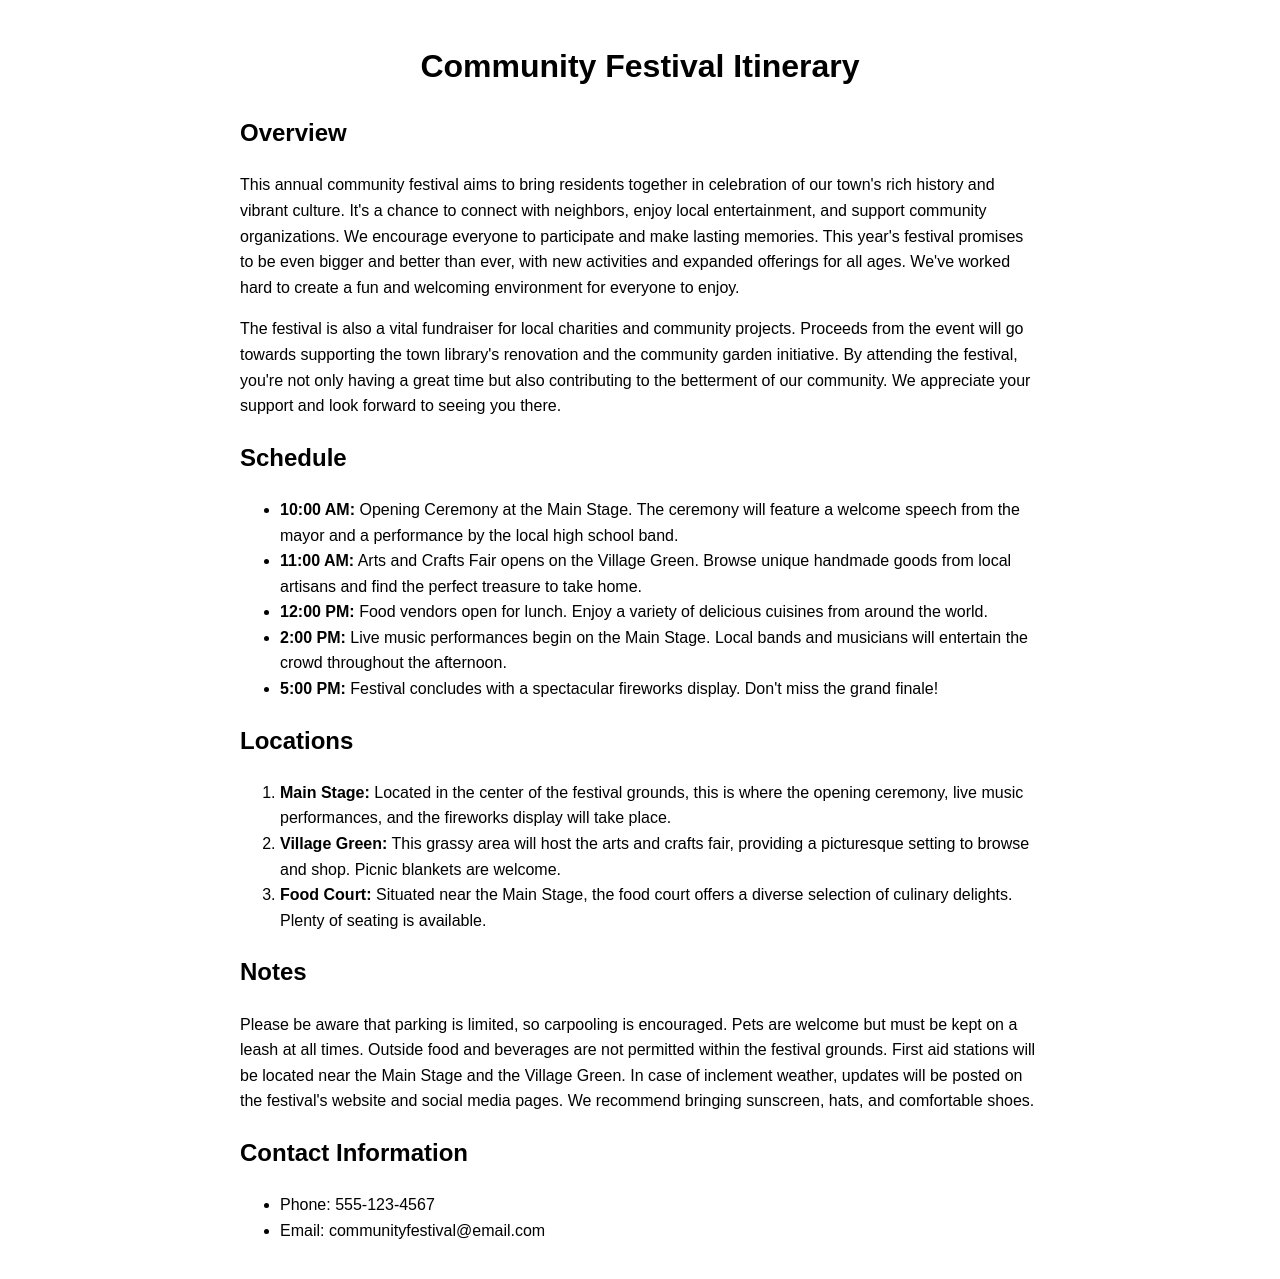 Community Festival Itinerary
Overview
This annual community festival aims to bring residents together in celebration of our town's rich history and
vibrant culture. It's a chance to connect with neighbors, enjoy local entertainment, and support community
organizations. We encourage everyone to participate and make lasting memories. This year's festival promises
to be even bigger and better than ever, with new activities and expanded offerings for all ages. We've worked
hard to create a fun and welcoming environment for everyone to enjoy.
The festival is also a vital fundraiser for local charities and community projects. Proceeds from the event will go
towards supporting the town library's renovation and the community garden initiative. By attending the festival,
you're not only having a great time but also contributing to the betterment of our community. We appreciate your
support and look forward to seeing you there.
Schedule
• 10:00 AM: Opening Ceremony at the Main Stage. The ceremony will feature a welcome speech from the
mayor and a performance by the local high school band.
• 11:00 AM: Arts and Crafts Fair opens on the Village Green. Browse unique handmade goods from local
artisans and find the perfect treasure to take home.
• 12:00 PM: Food vendors open for lunch. Enjoy a variety of delicious cuisines from around the world.
• 2:00 PM: Live music performances begin on the Main Stage. Local bands and musicians will entertain the
crowd throughout the afternoon.
• 5:00 PM: Festival concludes with a spectacular fireworks display. Don't miss the grand finale!
Locations
1. Main Stage: Located in the center of the festival grounds, this is where the opening ceremony, live music
performances, and the fireworks display will take place.
2. Village Green: This grassy area will host the arts and crafts fair, providing a picturesque setting to browse
and shop. Picnic blankets are welcome.
3. Food Court: Situated near the Main Stage, the food court offers a diverse selection of culinary delights.
Plenty of seating is available.
Notes
Please be aware that parking is limited, so carpooling is encouraged. Pets are welcome but must be kept on a
leash at all times. Outside food and beverages are not permitted within the festival grounds. First aid stations will
be located near the Main Stage and the Village Green. In case of inclement weather, updates will be posted on
the festival's website and social media pages. We recommend bringing sunscreen, hats, and comfortable shoes.
Contact Information
• Phone: 555-123-4567
• Email: communityfestival@email.com